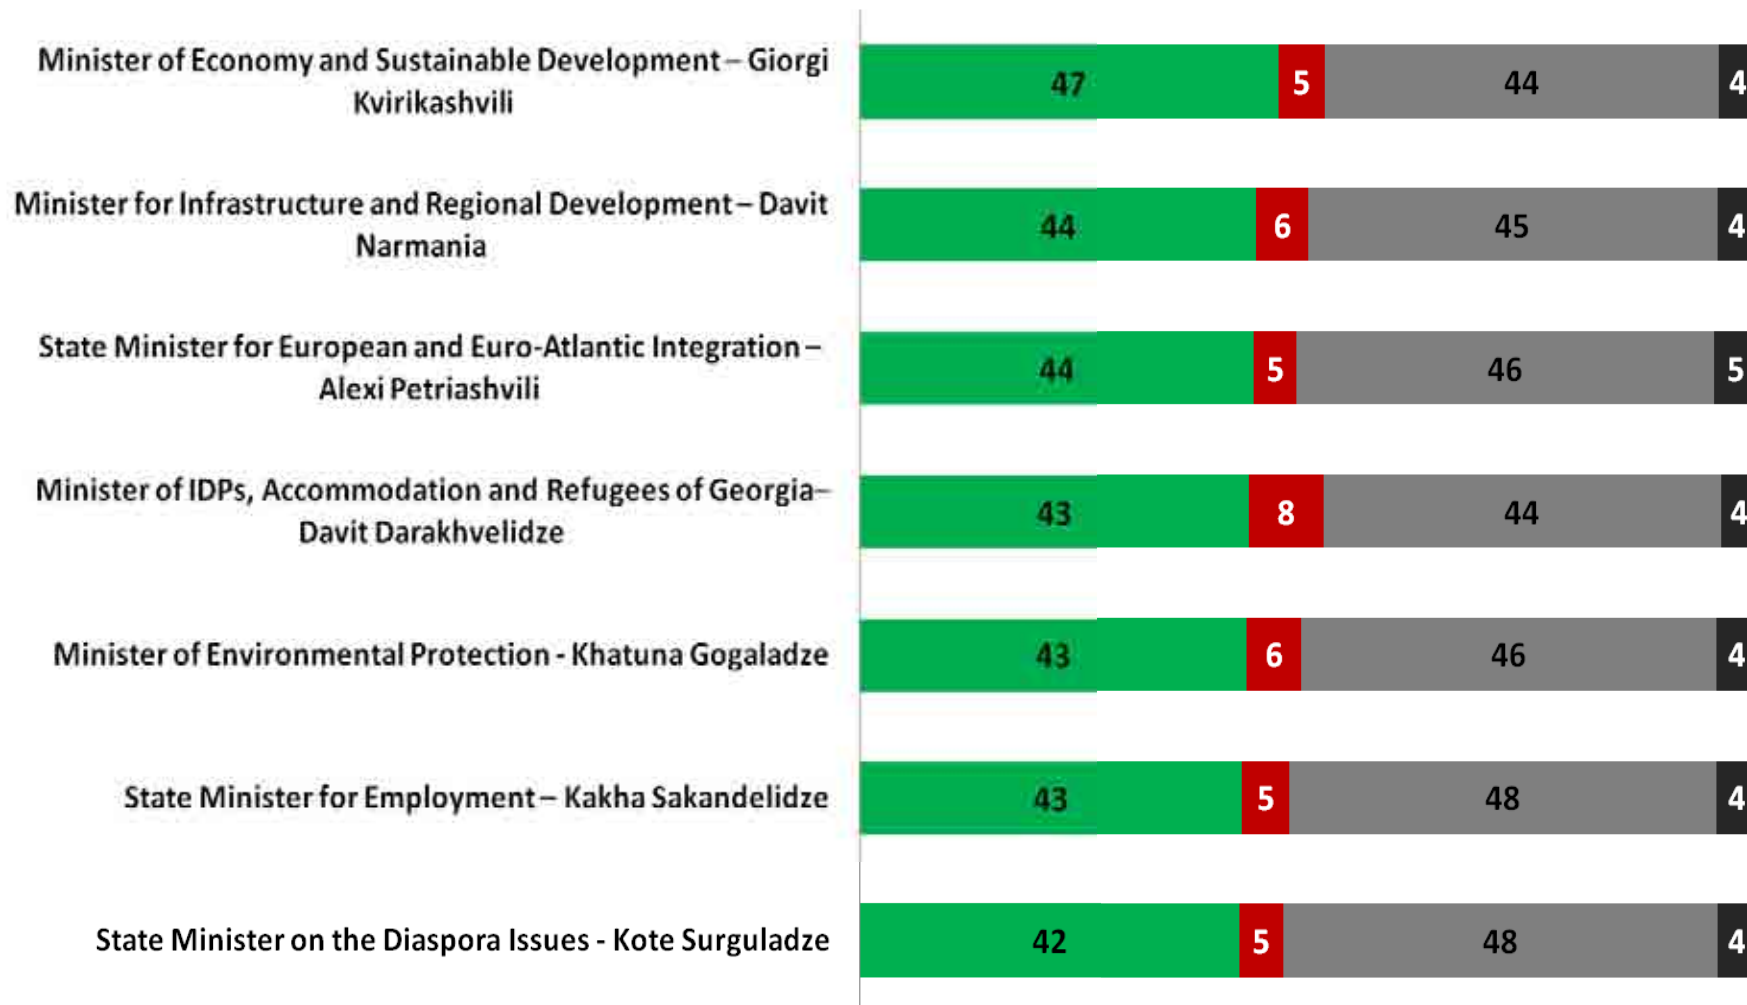 Minister of Economy and Sustainable Development – Giorgi
Kvirikashvili
47 5 44 4
Minister for Infrastructure and Regional Development – Davit
Narmania
44 6 45 4
State Minister for European and Euro-Atlantic Integration –
Alexi Petriashvili
44 5 46 5
Minister of IDPs, Accommodation and Refugees of Georgia–
Davit Darakhvelidze
43 8 44 4
Minister of Environmental Protection - Khatuna Gogaladze
43 6 46 4
State Minister for Employment – Kakha Sakandelidze
43 5 48 4
State Minister on the Diaspora Issues - Kote Surguladze
42 5 48 4